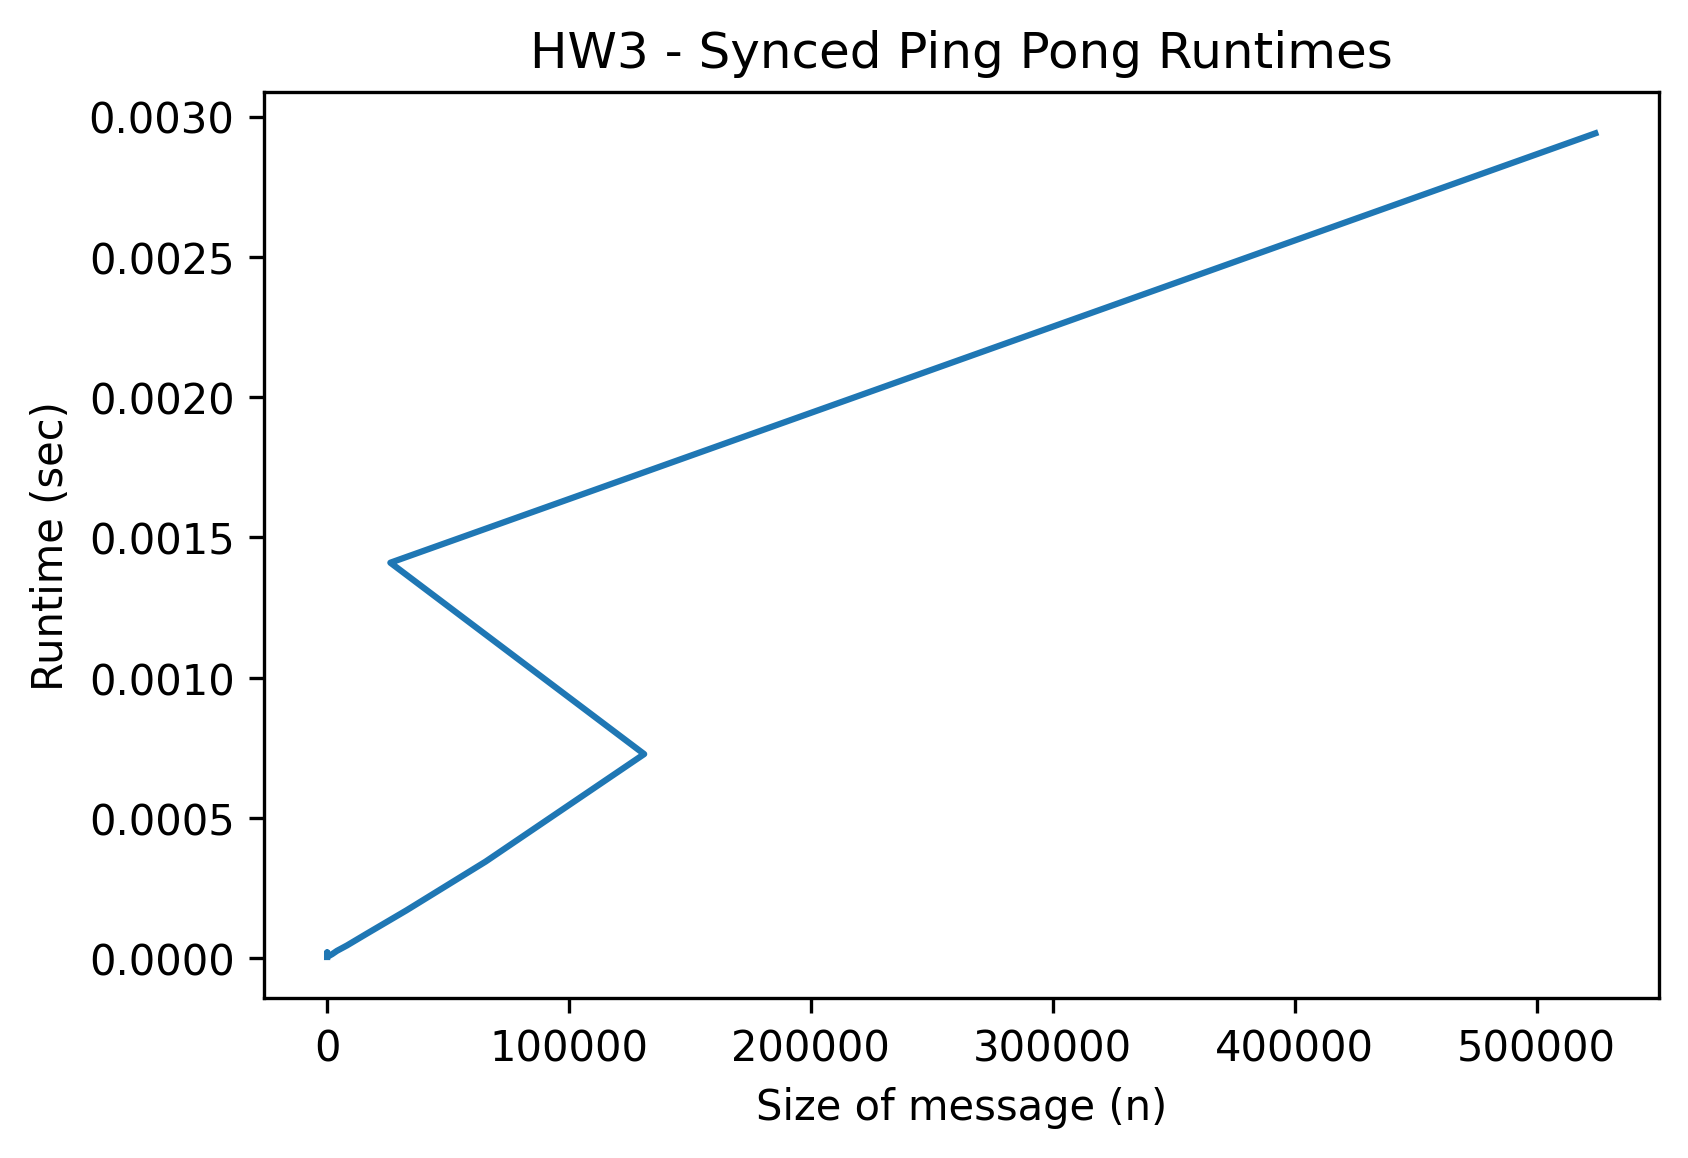 HW3 - Synced Ping Pong Runtimes
0.0030
0.0025
0.0020
0.0015
0.0010
0.0005
0.0000
Runtime (sec)
0 100000 200000 300000 400000 500000
Size of message (n)